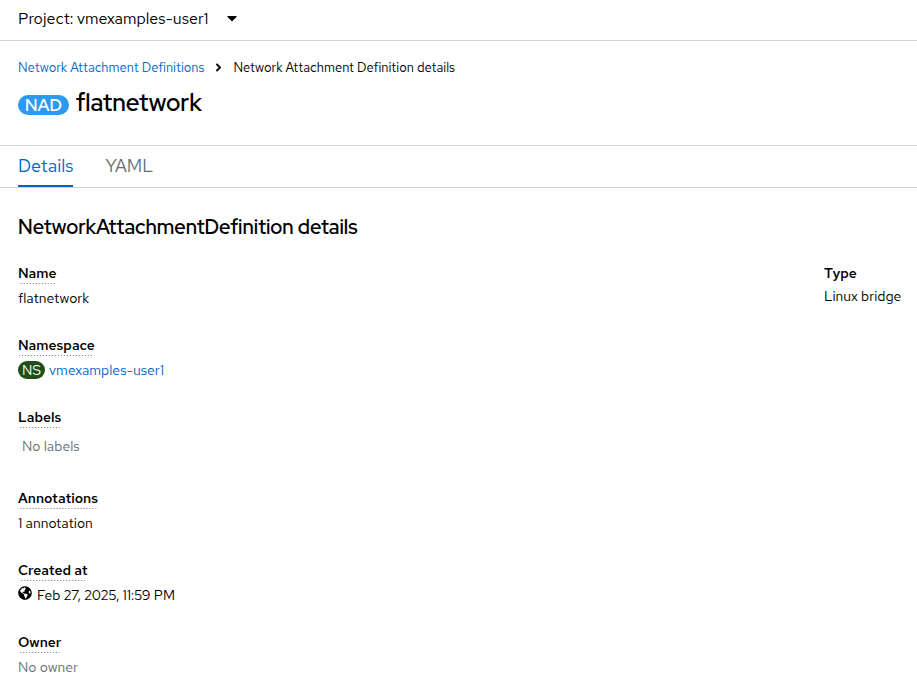 Project: vmexamples-user1
Network Attachment Definitions > Network Attachment Definition details
NAD flatnetwork
Details YAML
NetworkAttachmentDefinition details
Name
flatnetwork
Type
Linux bridge
Namespace
NS vmexamples-user1
Labels
No labels
Annotations
1 annotation
Created at
Feb 27, 2025, 11:59 PM
Owner
No owner